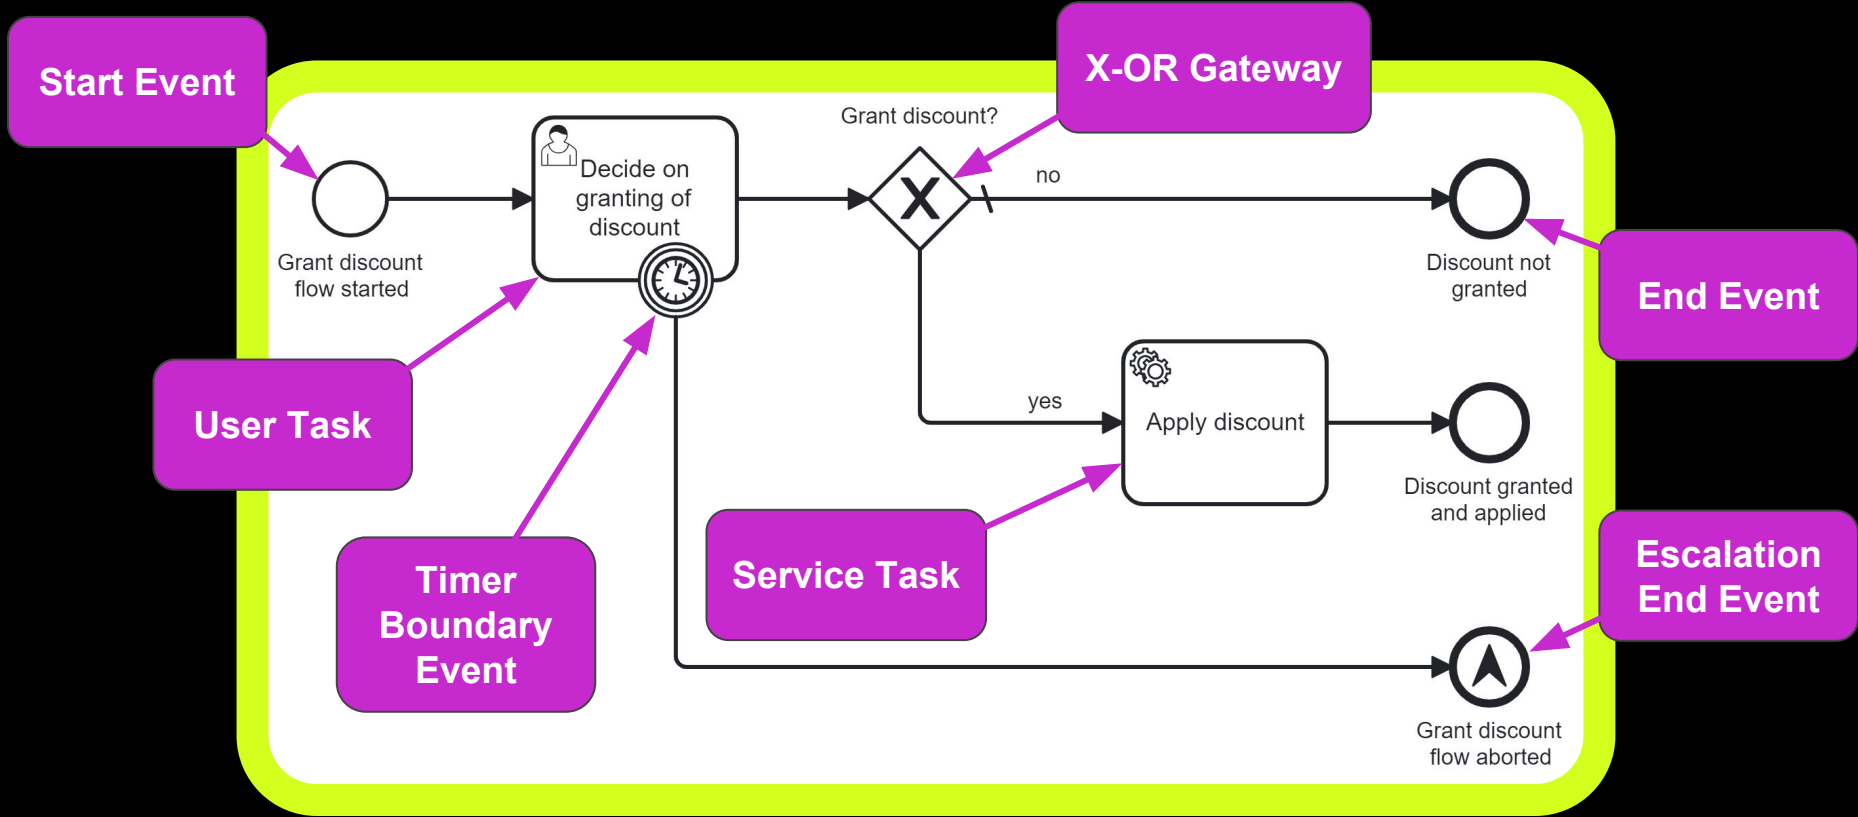 Start Event
X-OR Gateway
Grant discount?
Decide on
granting of
discount
X
no
Grant discount
flow started
Discount not
granted
End Event
User Task
yes
Apply discount
Discount granted
and applied
Timer
Boundary
Event
Service Task
Escalation
End Event
Grant discount
flow aborted